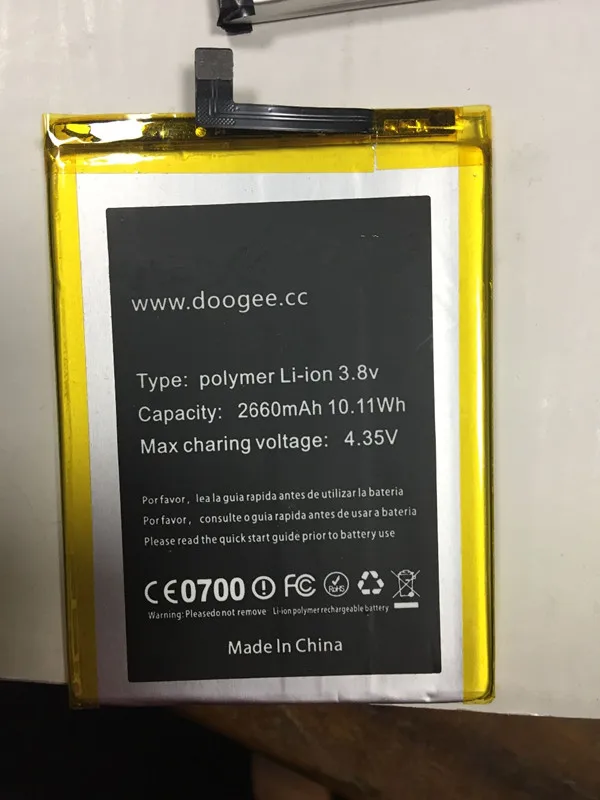 www.doogee.cc
Type: polymer Li-ion 3.8v
Capacity: 2660mAh 10.11Wh
Max charing voltage: 4.35V
Por favor, lea la guia rapida antes de utilizar la bateria
Por favor, consulte o guia rapida antes de usar a bateria
Please read the quick start guide prior to battery use
CE0700 FC RoHS
Warning: Pleasedo not remove Li-ion polymer rechargeable battery
Made In China